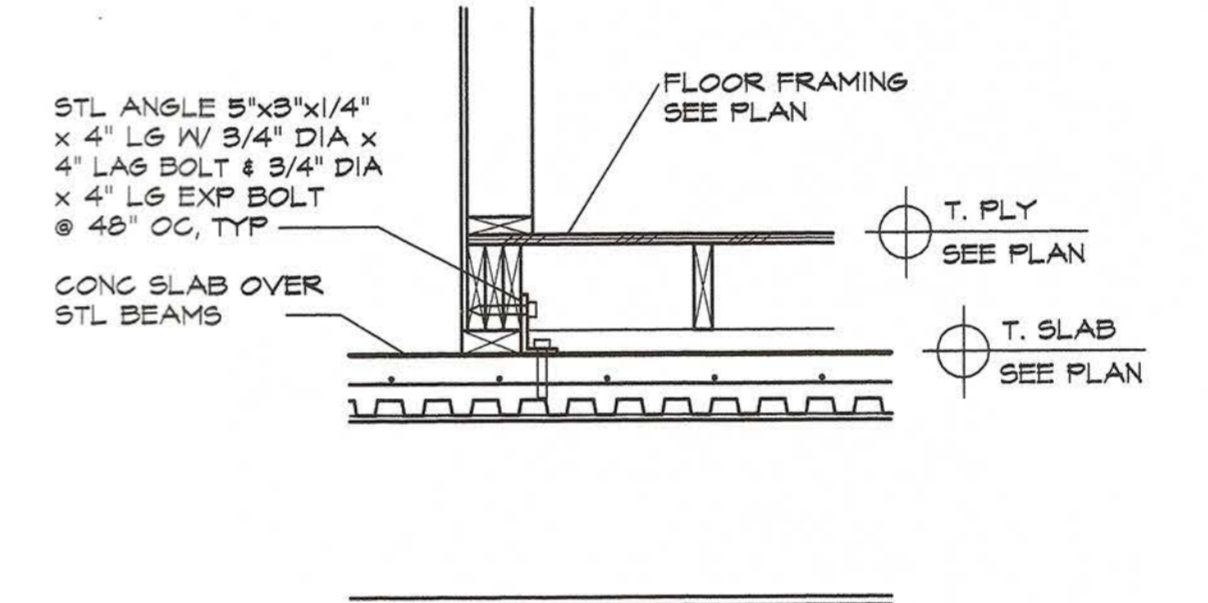 STL ANGLE 5"x3"x1/4"
x 4" LG W/ 3/4" DIA x
4" LAG BOLT & 3/4" DIA
x 4" LG EXP BOLT
@ 48" OC, TYP
CONC SLAB OVER
STL BEAMS
FLOOR FRAMING
SEE PLAN
T. PLY
SEE PLAN
T. SLAB
SEE PLAN